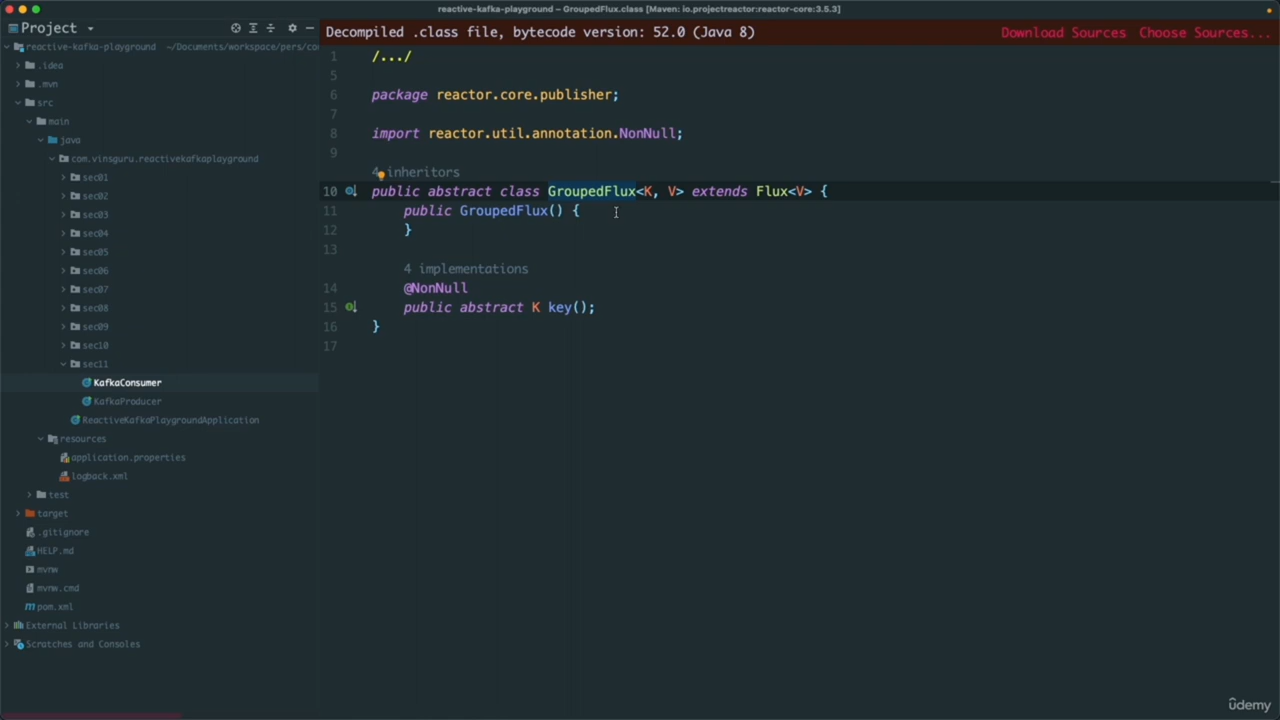 reactive-kafka-playground – GroupedFlux.class [Maven: io.projectreactor:reactor-core:3.5.3]
Project
Decompiled .class file, bytecode version: 52.0 (Java 8)
Download Sources Choose Sources...
reactive-kafka-playground ~/Documents/workspace/pers/cou
.idea
.mvn
src
main
java
com.vinsguru.reactivekafkaplayground
sec01
sec02
sec03
sec04
sec05
sec06
sec07
sec08
sec09
sec10
sec11
KafkaConsumer
KafkaProducer
ReactiveKafkaPlaygroundApplication
resources
application.properties
logback.xml
test
target
.gitignore
HELP.md
mvnw
mvnw.cmd
pom.xml
External Libraries
Scratches and Consoles
1 /.../
5
6 package reactor.core.publisher;
7
8 import reactor.util.annotation.NonNull;
9
4 inheritors
10 public abstract class GroupedFlux<K, V> extends Flux<V> {
11 public GroupedFlux() {
12 }
13
4 implementations
14 @NonNull
15 public abstract K key();
16 }
17
ûdemy